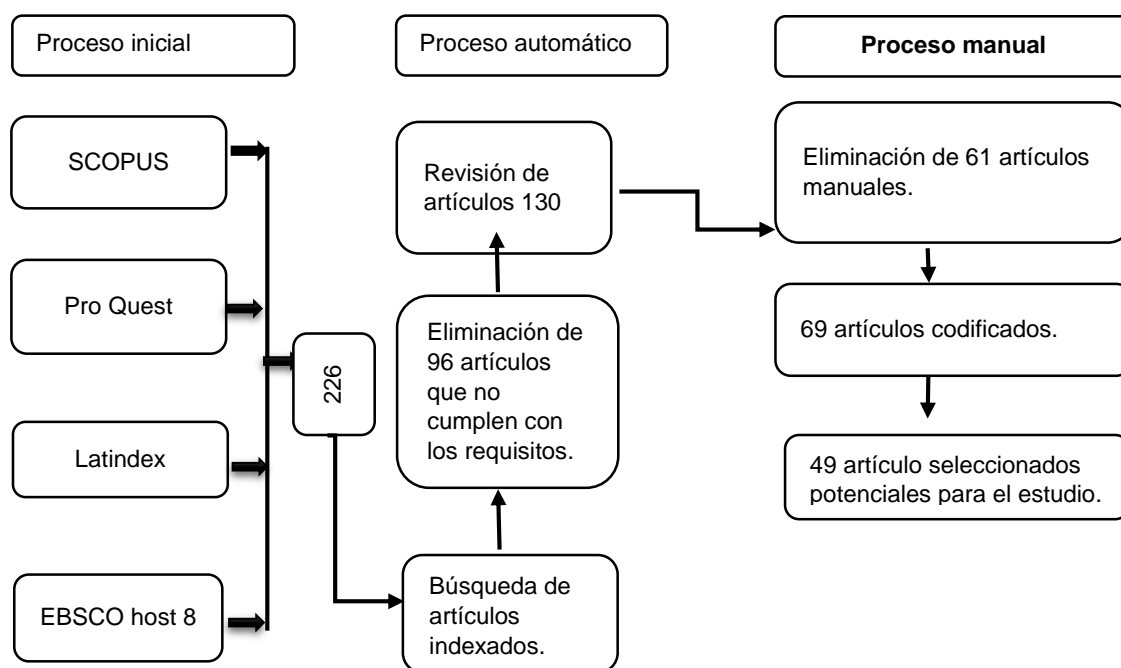 Proceso inicial
Proceso automático
Proceso manual
SCOPUS
Pro Quest
Latindex
EBSCO host 8
226
Búsqueda de
artículos
indexados.
Eliminación de
96 artículos
que no
cumplen con
los requisitos.
Revisión de
artículos 130
Eliminación de 61 artículos
manuales.
69 artículos codificados.
49 artículo seleccionados
potenciales para el estudio.